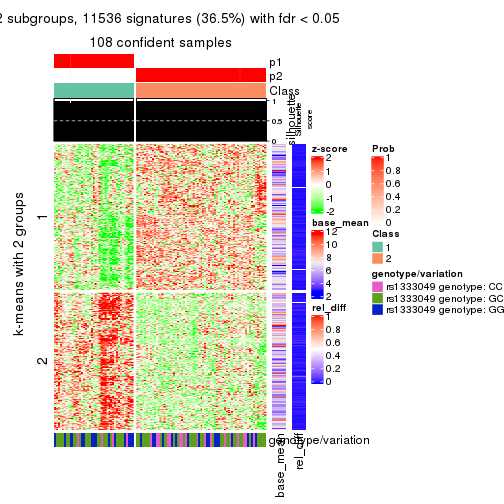 2 subgroups, 11536 signatures (36.5%) with fdr < 0.05
108 confident samples
p1
p2
Class
1
0.5
0
silhouette
Silhouette
score
k-means with 2 groups
1
2
genotype/variation
base_mean
rel_diff
z-score
2
1
0
-1
-2
base_mean
12
10
8
6
4
2
rel_diff
1
0.8
0.6
0.4
0.2
0
Prob
1
0.8
0.6
0.4
0.2
0
Class
1
2
genotype/variation
rs1333049 genotype: CC
rs1333049 genotype: GC
rs1333049 genotype: GG